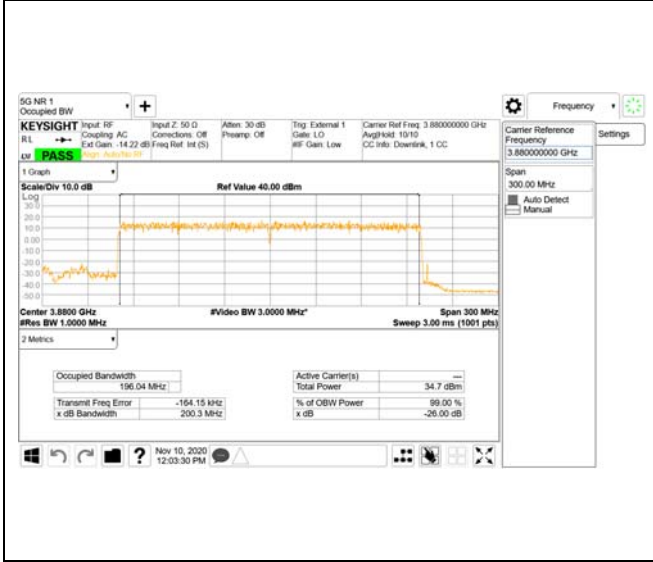 5G NR 1
Occupied BW
Frequency
KEYSIGHT
Input: RF
Input Z: 50 Ω
Atten: 30 dB
Trig: External 1
Carrier Ref Freq: 3.880000000 GHz
R L
Coupling: AC
Corrections: Off
Preamp: Off
Gate: LO
Avg|Hold: 10/10
Ext Gain: -14.22 dB
Freq Ref: Int (S)
#IF Gain: Low
CC Info: Downlink, 1 CC
PASS
Align: Auto/No RF
Carrier Reference
Frequency
3.880000000 GHz
Settings
Span
300.00 MHz
Auto Detect
Manual
1 Graph
Scale/Div 10.0 dB
Ref Value 40.00 dBm
Log
30.0
20.0
10.0
0.00
-10.0
-20.0
-30.0
-40.0
-50.0
Center 3.8800 GHz
#Video BW 3.0000 MHz*
Span 300 MHz
#Res BW 1.0000 MHz
Sweep 3.00 ms (1001 pts)
2 Metrics
Occupied Bandwidth
196.04 MHz
Active Carrier(s)
---
Total Power
34.7 dBm
Transmit Freq Error
-164.15 kHz
% of OBW Power
99.00 %
x dB Bandwidth
200.3 MHz
x dB
-26.00 dB
Nov 10, 2020
12:03:30 PM